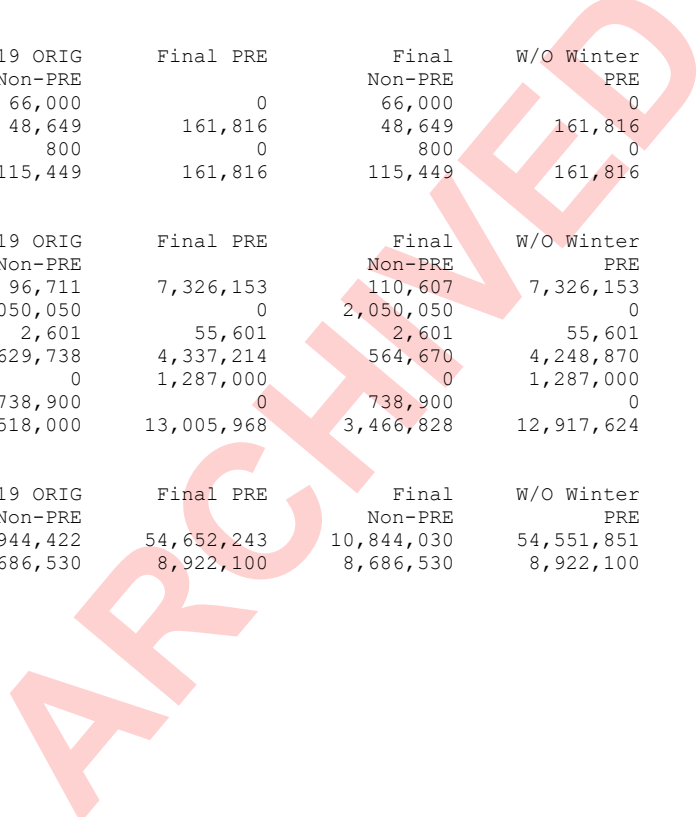 19 ORIG Final PRE Final W/O Winter
Non-PRE Non-PRE PRE
66,000 0 66,000 0
48,649 161,816 48,649 161,816
800 0 800 0
115,449 161,816 115,449 161,816
19 ORIG Final PRE Final W/O Winter
Non-PRE Non-PRE PRE
96,711 7,326,153 110,607 7,326,153
050,050 0 2,050,050 0
2,601 55,601 2,601 55,601
629,738 4,337,214 564,670 4,248,870
0 1,287,000 0 1,287,000
738,900 0 738,900 0
518,000 13,005,968 3,466,828 12,917,624
19 ORIG Final PRE Final W/O Winter
Non-PRE Non-PRE PRE
944,422 54,652,243 10,844,030 54,551,851
686,530 8,922,100 8,686,530 8,922,100
ARCHIVED